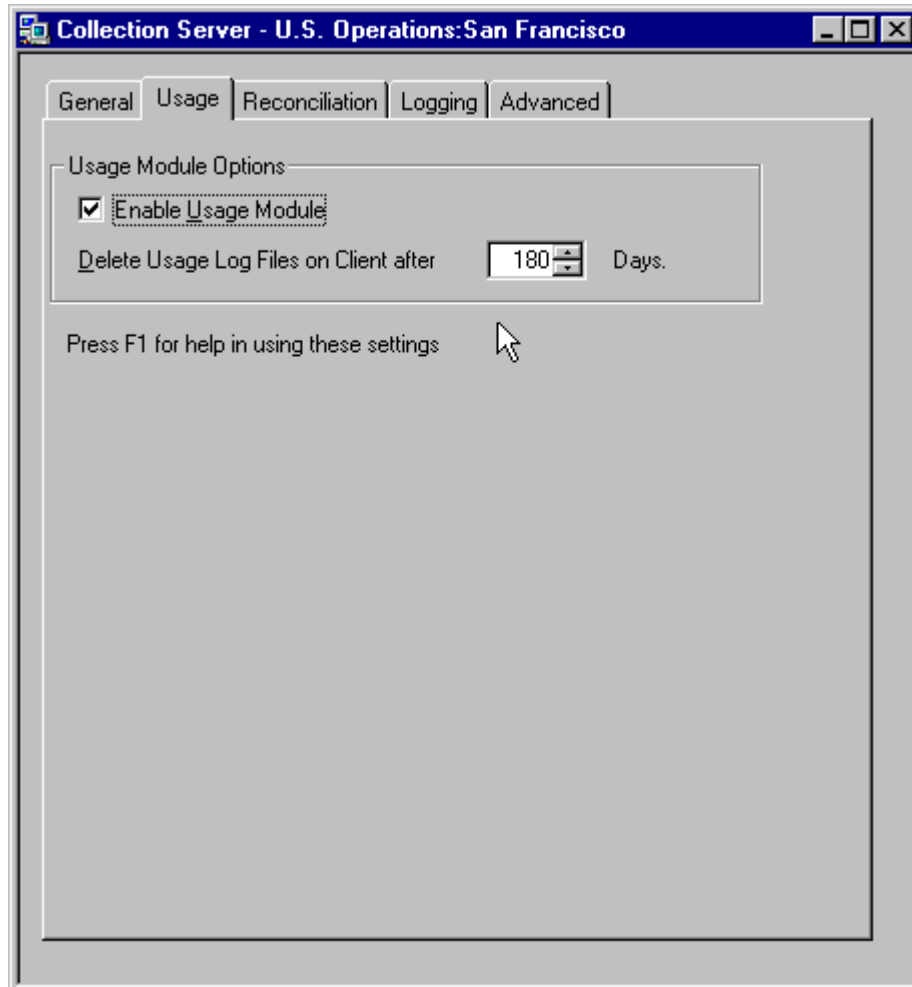 Collection Server - U.S. Operations:San Francisco
General Usage Reconciliation Logging Advanced
Usage Module Options
Enable Usage Module
Delete Usage Log Files on Client after 180 Days.
Press F1 for help in using these settings